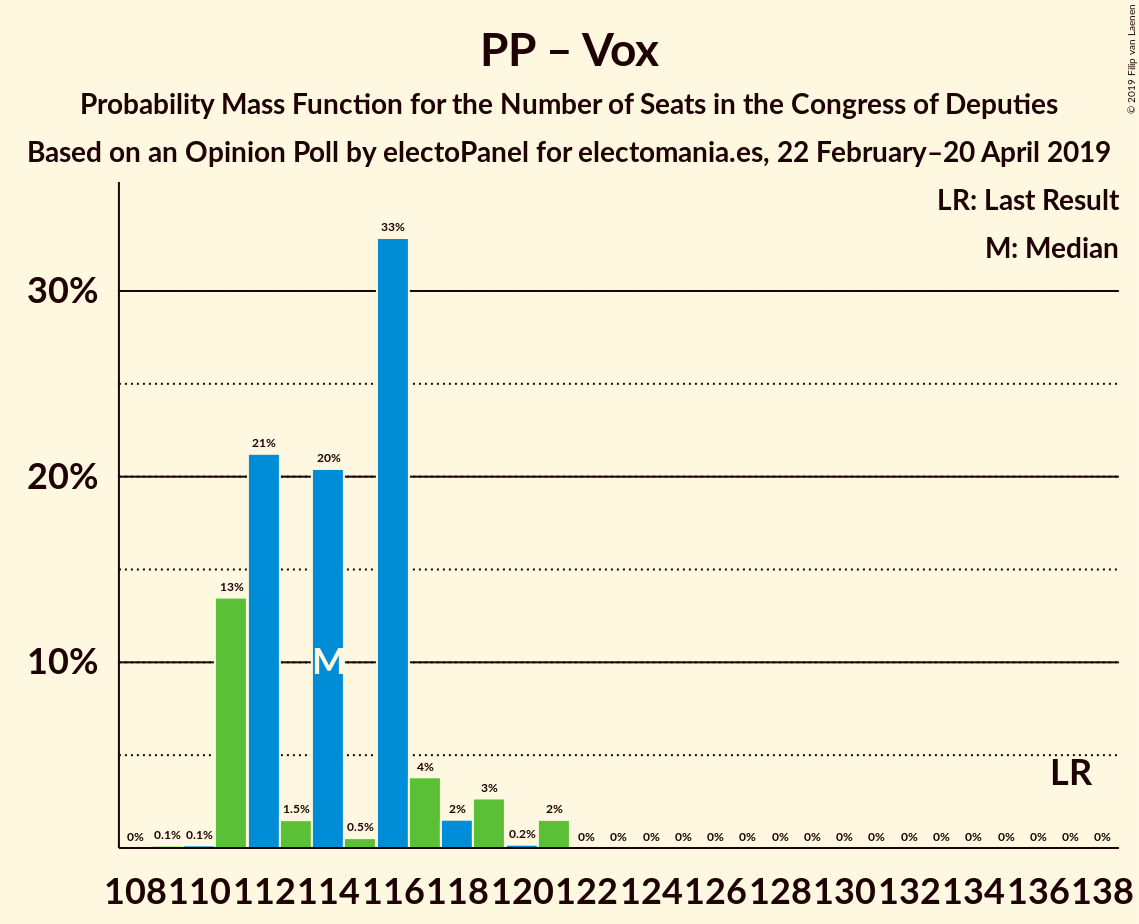 © 2019 Filip van Laenen
PP – Vox
Probability Mass Function for the Number of Seats in the Congress of Deputies
Based on an Opinion Poll by electoPanel for electomania.es, 22 February–20 April 2019
LR: Last Result
M: Median
30%
20%
10%
0% 0.1% 0.1% 13% 21% 1.5% 20% 0.5% 33% 4% 2% 3% 0.2% 2% 0% 0% 0% 0% 0% 0% 0% 0% 0% 0% 0% 0% 0% 0% 0% 0% 0%
M
LR
108 110 112 114 116 118 120 122 124 126 128 130 132 134 136 138